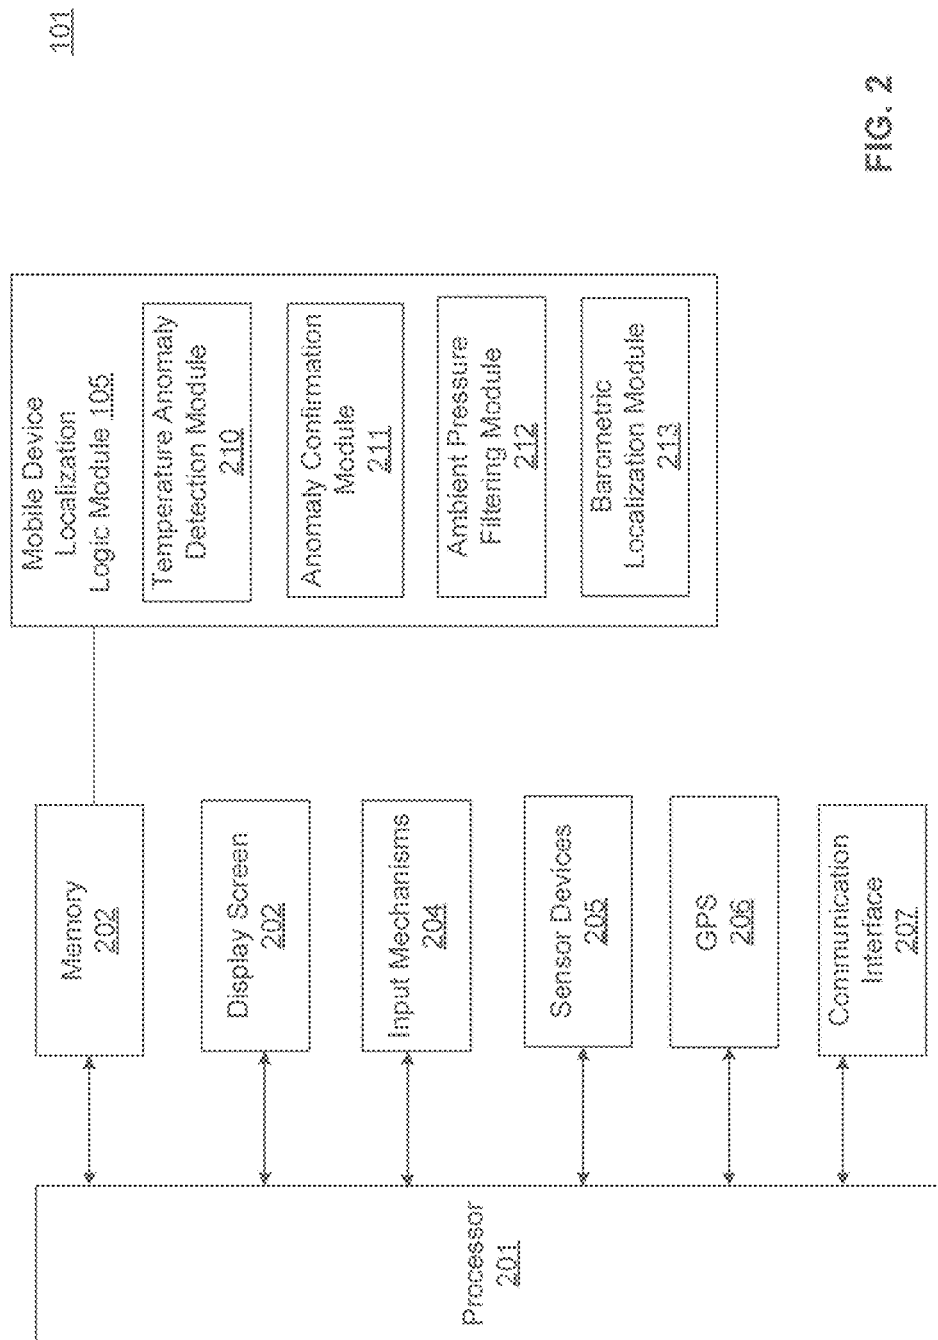 101
Processor
201
Memory
202
Display Screen
202
Input Mechanisms
204
Sensor Devices
205
GPS
206
Communication
Interface
207
Mobile Device
Localization
Logic Module 105
Temperature Anomaly
Detection Module
210
Anomaly Confirmation
Module
211
Ambient Pressure
Filtering Module
212
Barometric
Localization Module
213
FIG. 2